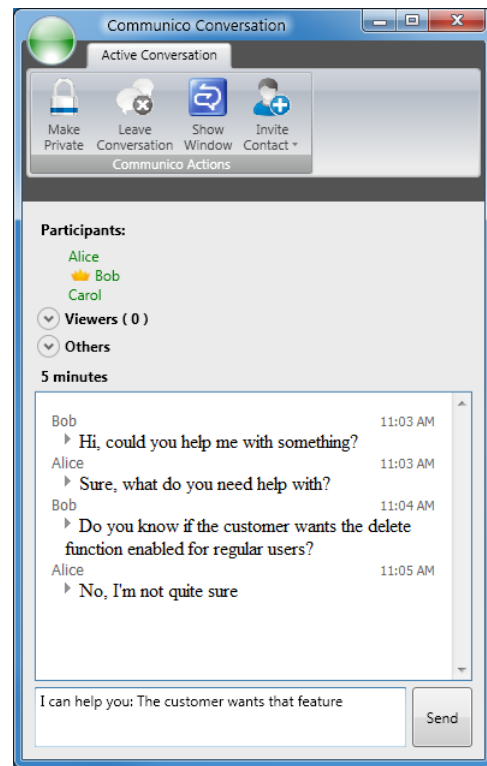 Communico Conversation
Active Conversation
Make Private
Leave Conversation
Show Window
Invite Contact
Communico Actions
Participants:
Alice
Bob
Carol
Viewers ( 0 )
Others
5 minutes
Bob 11:03 AM
Hi, could you help me with something?
Alice 11:03 AM
Sure, what do you need help with?
Bob 11:04 AM
Do you know if the customer wants the delete
function enabled for regular users?
Alice 11:05 AM
No, I'm not quite sure
I can help you: The customer wants that feature
Send